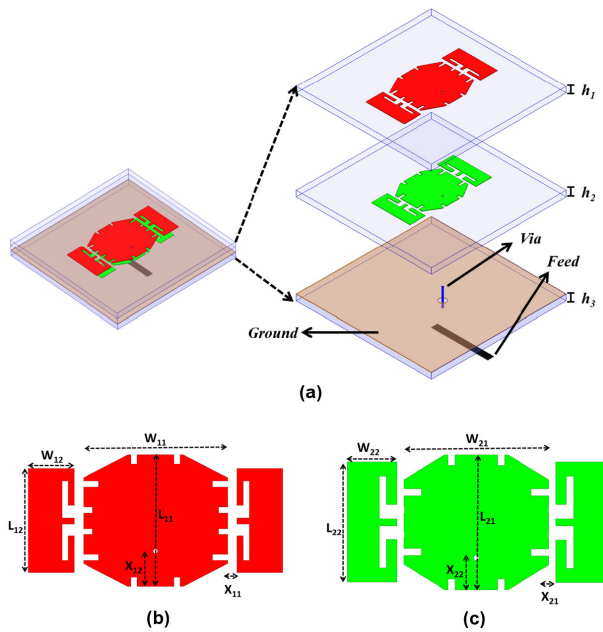 h1
h2
Via
Feed
h3
Ground
(a)
W11
W12
L11
L12
X12
X11
(b)
W21
W22
L21
L22
X22
X21
(c)